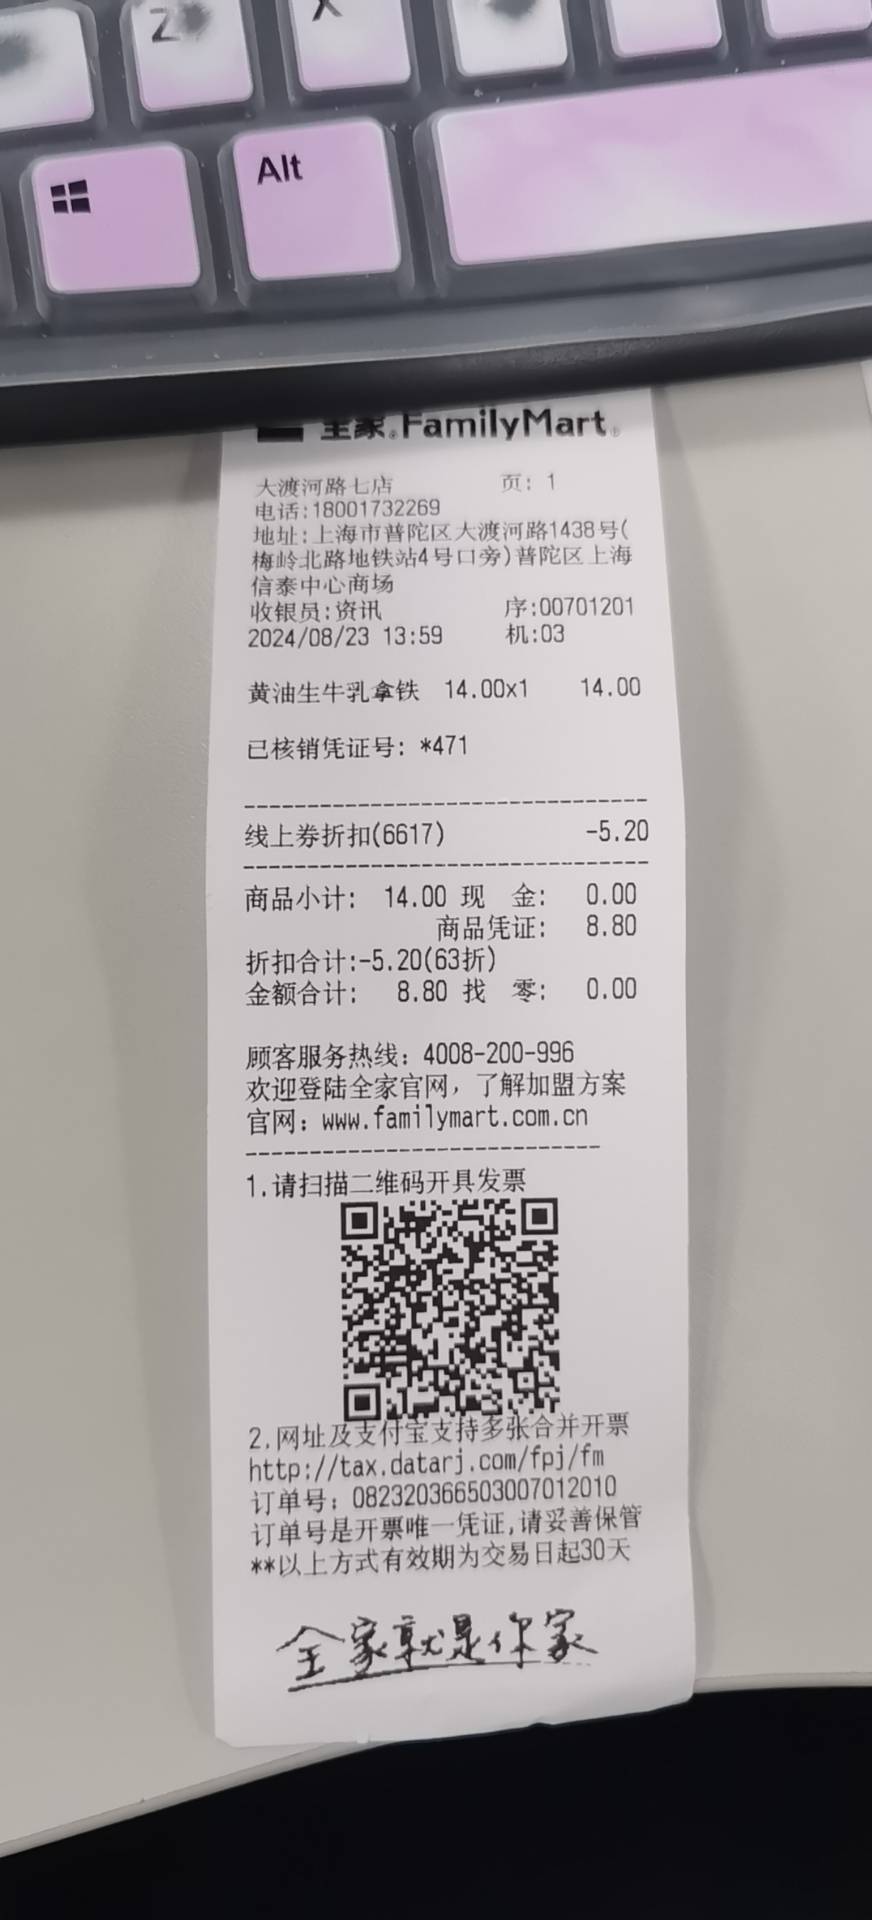 Z X
Alt
全家 FamilyMart
大渡河路七店 页: 1
电话:18001732269
地址:上海市普陀区大渡河路1438号(
梅岭北路地铁站4号口旁)普陀区上海
信泰中心商场
收银员:资讯 序:00701201
2024/08/23 13:59 机:03
黄油生牛乳拿铁 14.00x1 14.00
已核销凭证号: *471
线上券折扣(6617) -5.20
商品小计: 14.00 现 金: 0.00
商品凭证: 8.80
折扣合计:-5.20(63折)
金额合计: 8.80 找 零: 0.00
顾客服务热线: 4008-200-996
欢迎登陆全家官网, 了解加盟方案
官网: www.familymart.com.cn
1.请扫描二维码开具发票
2.网址及支付宝支持多张合并开票
http://tax.datarj.com/fpj/fm
订单号: 082320366503007012010
订单号是开票唯一凭证,请妥善保管
**以上方式有效期为交易日起30天
全家就是你家